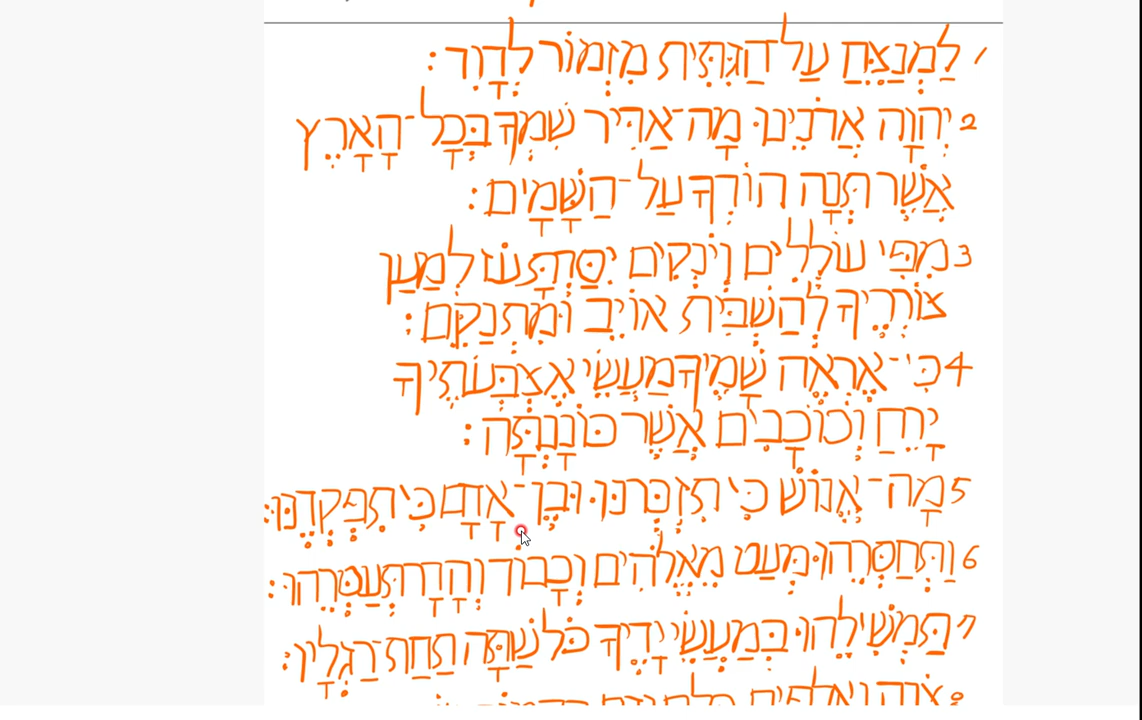 1 לַמְנַצֵּחַ עַל הַגִּתִּית מִזְמוֹר לְדָוִד׃
2 יְהוָה אֲדֹנֵינוּ מָה־אַדִּיר שִׁמְךָ בְּכָל־הָאָרֶץ
אֲשֶׁר תְּנָה הוֹדְךָ עַל־הַשָּׁמָיִם׃
3 מִפִּי עוֹלְלִים וְיֹנְקִים יִסַּדְתָּ עֹז לְמַעַן
צוֹרְרֶיךָ לְהַשְׁבִּית אוֹיֵב וּמִתְנַקֵּם׃
4 כִּי־אֶרְאֶה שָׁמֶיךָ מַעֲשֵׂי אֶצְבְּעֹתֶיךָ
יָרֵחַ וְכוֹכָבִים אֲשֶׁר כּוֹנָנְתָּה׃
5 מָה־אֱנוֹשׁ כִּי תִזְכְּרֶנּוּ וּבֶן־אָדָם כִּי תִפְקְדֶנּוּ׃
6 וַתְּחַסְּרֵהוּ מְּעַט מֵאֱלֹהִים וְכָבוֹד וְהָדָר תְּעַטְּרֵהוּ׃
7 תַּמְשִׁילֵהוּ בְּמַעֲשֵׂי יָדֶיךָ כֹּל שַׁתָּה תַחַת־רַגְלָיו׃